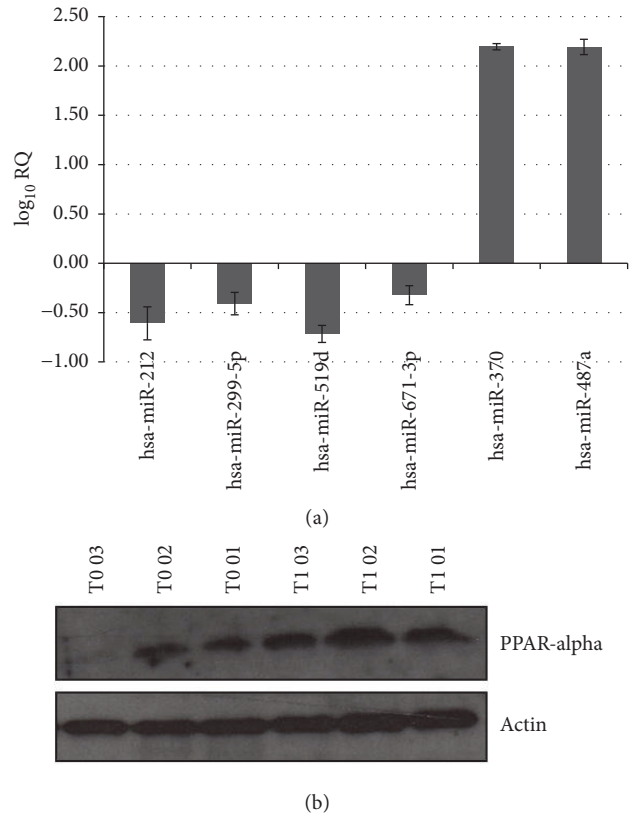 2.50
2.00
1.50
1.00
0.50
0.00
−0.50
−1.00
log10 RQ
hsa-miR-212
hsa-miR-299-5p
hsa-miR-519d
hsa-miR-671-3p
hsa-miR-370
hsa-miR-487a
(a)
T0 03
T0 02
T0 01
T1 03
T1 02
T1 01
PPAR-alpha
Actin
(b)